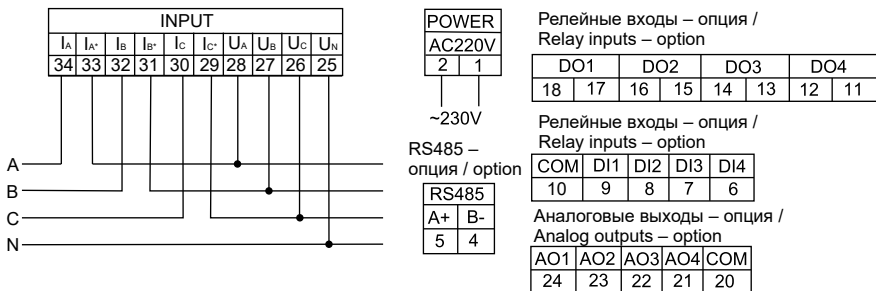 INPUT
IA IA* IB IB* IC IC* UA UB UC UN
34 33 32 31 30 29 28 27 26 25
A
B
C
N
POWER
AC220V
2 1
~230V
RS485 –
опция / option
RS485
A+ B-
5 4
Релейные входы – опция /
Relay inputs – option
DO1 DO2 DO3 DO4
18 17 16 15 14 13 12 11
Релейные входы – опция /
Relay inputs – option
COM DI1 DI2 DI3 DI4
10 9 8 7 6
Аналоговые выходы – опция /
Analog outputs – option
AO1 AO2 AO3 AO4 COM
24 23 22 21 20